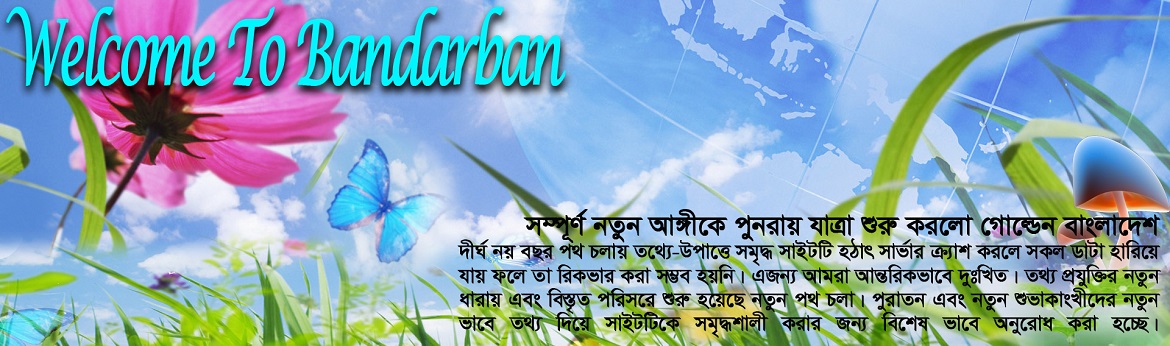 Welcome To Bandarban
সম্পূর্ণ নতুন আঙ্গীকে পুনরায় যাত্রা শুরু করলো গোল্ডেন বাংলাদেশ
দীর্ঘ নয় বছর পথ চলায় তথ্যে-উপাত্তে সমৃদ্ধ সাইটটি হঠাৎ সার্ভার ক্র্যাশ করলে সকল ডাটা হারিয়ে
যায় ফলে তা রিকভার করা সম্ভব হয়নি। এজন্য আমরা আন্তরিকভাবে দুঃখিত। তথ্য প্রযুক্তির নতুন
ধারায় এবং বিস্তৃত পরিসরে শুরু হয়েছে নতুন পথ চলা। পুরাতন এবং নতুন শুভাকাংখীদের নতুন
ভাবে তথ্য দিয়ে সাইটটিকে সমৃদ্ধশালী করার জন্য বিশেষ ভাবে অনুরোধ করা হচ্ছে।